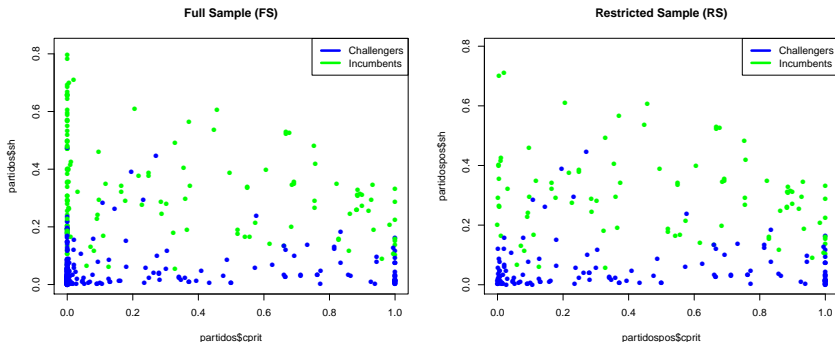 Full Sample (FS)
partidos$sh
0.0 0.2 0.4 0.6 0.8
Challengers
Incumbents
0.0 0.2 0.4 0.6 0.8 1.0
partidos$cprit
Restricted Sample (RS)
partidospos$sh
0.0 0.2 0.4 0.6 0.8
Challengers
Incumbents
0.0 0.2 0.4 0.6 0.8 1.0
partidospos$cprit